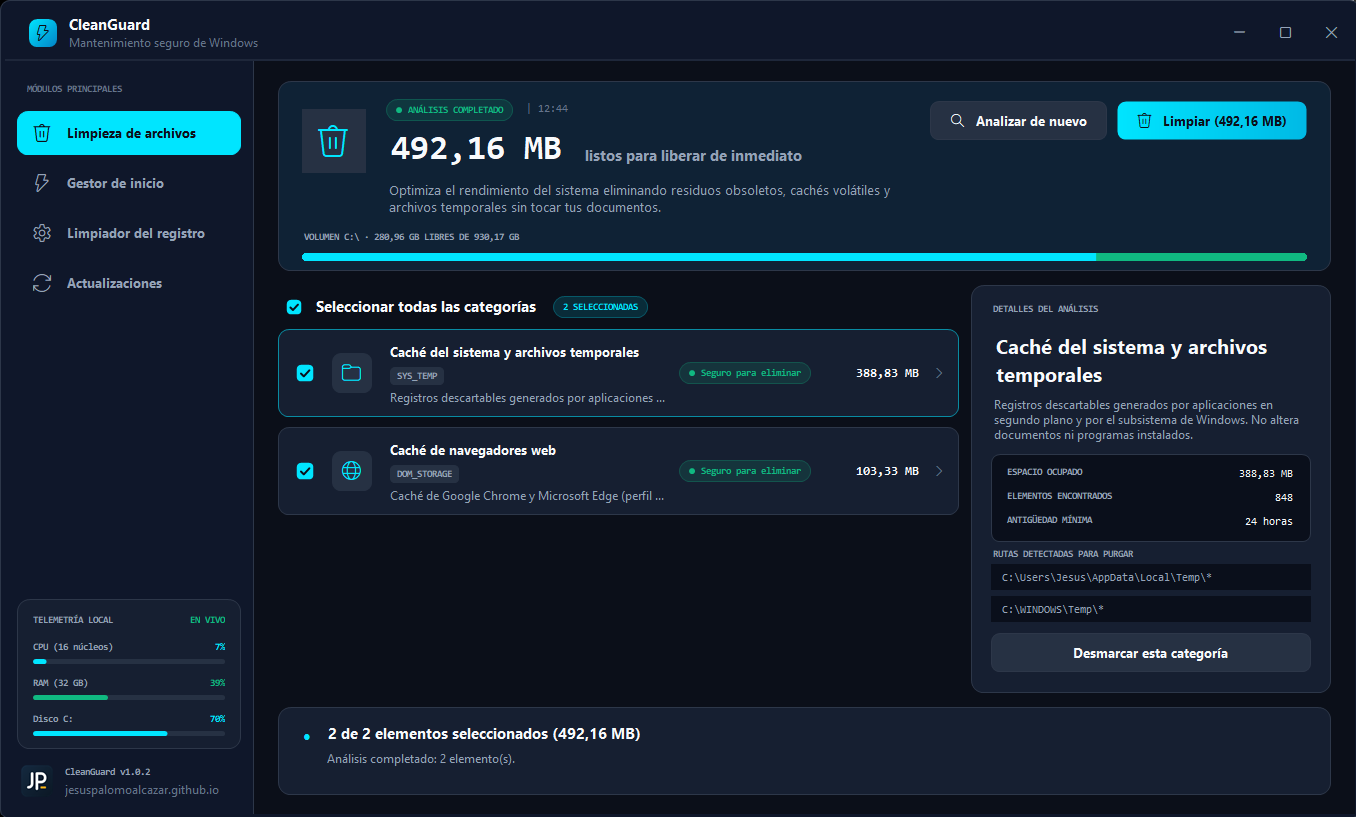 CleanGuard
Mantenimiento seguro de Windows
MÓDULOS PRINCIPALES
Limpieza de archivos
Gestor de inicio
Limpiador del registro
Actualizaciones
TELEMETRÍA LOCAL EN VIVO
CPU (16 núcleos) 7%
RAM (32 GB) 39%
Disco C: 70%
JP
CleanGuard v1.0.2
jesuspalomoalcazar.github.io
ANÁLISIS COMPLETADO | 12:44
492,16 MB listos para liberar de inmediato
Optimiza el rendimiento del sistema eliminando residuos obsoletos, cachés volátiles y
archivos temporales sin tocar tus documentos.
Analizar de nuevo
Limpiar (492,16 MB)
VOLUMEN C:\ · 280,96 GB LIBRES DE 930,17 GB
Seleccionar todas las categorías 2 SELECCIONADAS
Caché del sistema y archivos temporales
SYS_TEMP
Registros descartables generados por aplicaciones ...
Seguro para eliminar
388,83 MB
Caché de navegadores web
DOM_STORAGE
Caché de Google Chrome y Microsoft Edge (perfil ...
Seguro para eliminar
103,33 MB
DETALLES DEL ANÁLISIS
Caché del sistema y archivos
temporales
Registros descartables generados por aplicaciones en
segundo plano y por el subsistema de Windows. No altera
documentos ni programas instalados.
ESPACIO OCUPADO 388,83 MB
ELEMENTOS ENCONTRADOS 848
ANTIGÜEDAD MÍNIMA 24 horas
RUTAS DETECTADAS PARA PURGAR
C:\Users\Jesus\AppData\Local\Temp\*
C:\WINDOWS\Temp\*
Desmarcar esta categoría
2 de 2 elementos seleccionados (492,16 MB)
Análisis completado: 2 elemento(s).